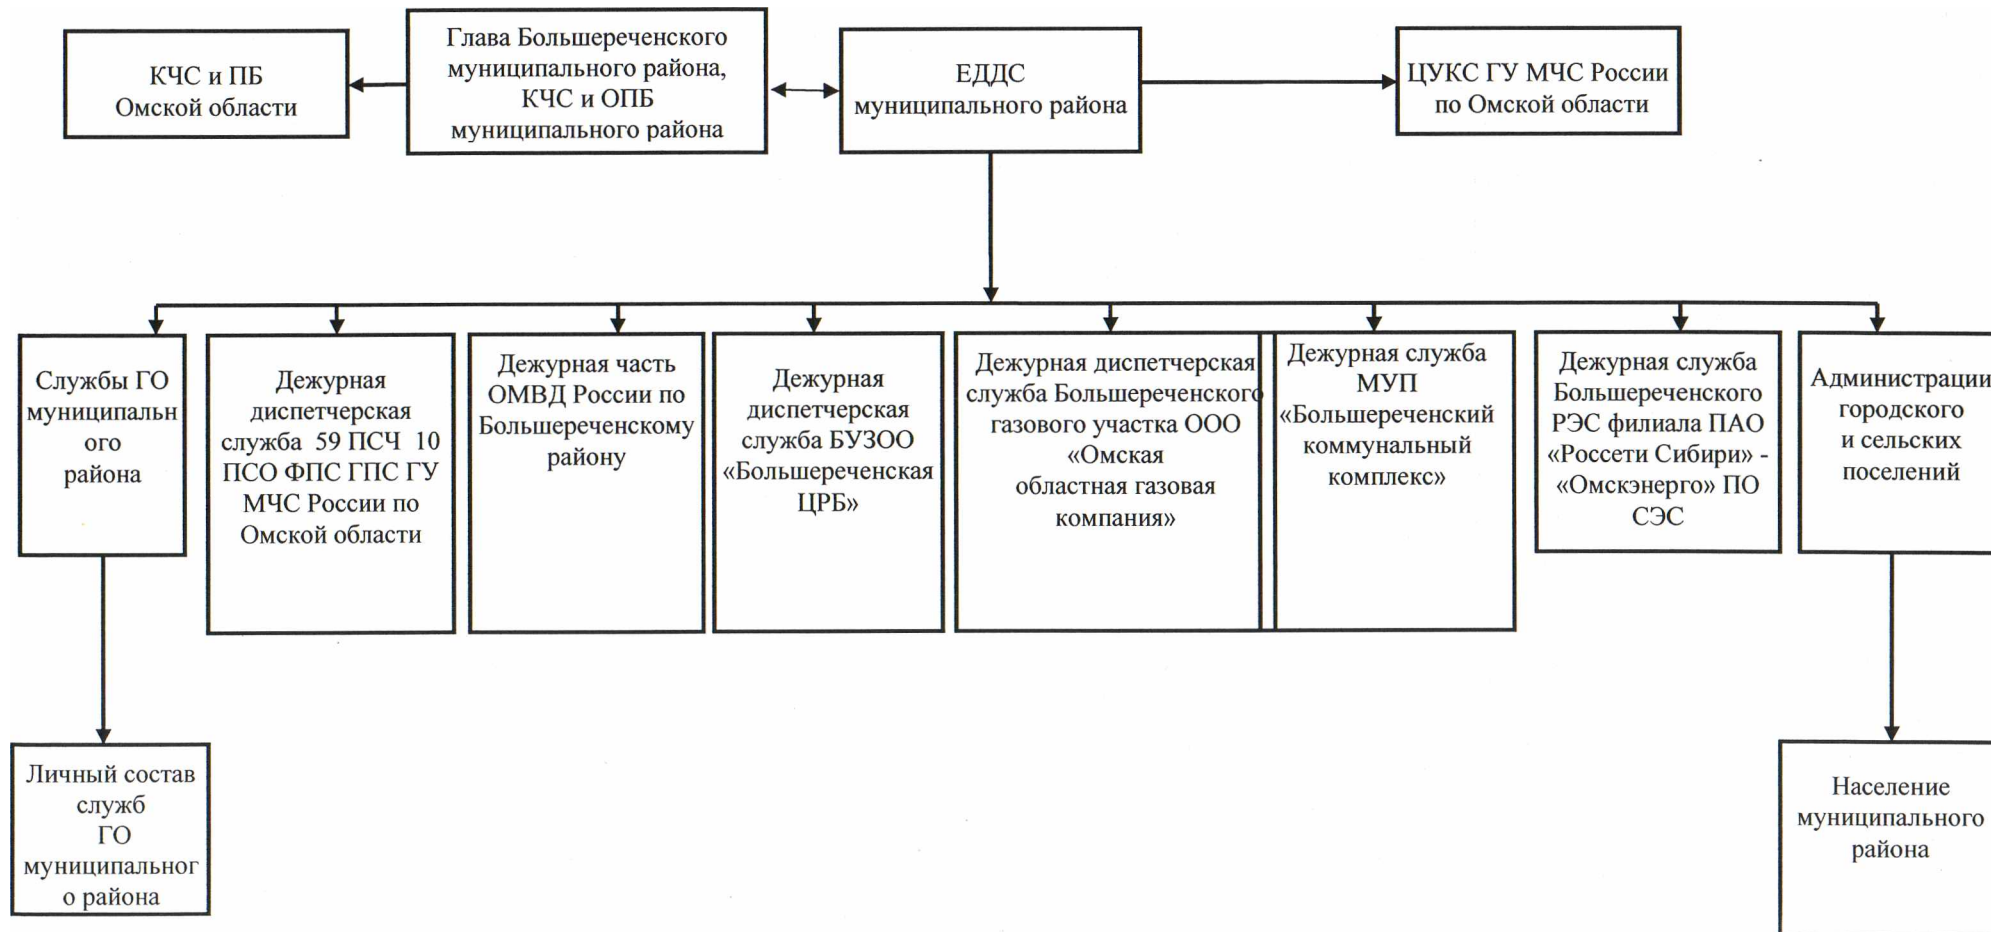 КЧС и ПБ
Омской области
Глава Большереченского
муниципального района,
КЧС и ОПБ
муниципального района
ЕДДС
муниципального района
ЦУКС ГУ МЧС России
по Омской области
Службы ГО
муниципальн
ого
района
Дежурная
диспетчерская
служба 59 ПСЧ 10
ПСО ФПС ГПС ГУ
МЧС России по
Омской области
Дежурная часть
ОМВД России по
Большереченскому
району
Дежурная
диспетчерская
служба БУЗОО
«Большереченская
ЦРБ»
Дежурная диспетчерская
служба Большереченского
газового участка ООО
«Омская
областная газовая
компания»
Дежурная служба
МУП
«Большереченский
коммунальный
комплекс»
Дежурная служба
Большереченского
РЭС филиала ПАО
«Россети Сибири» -
«Омскэнерго» ПО
СЭС
Администрации
городского
и сельских
поселений
Личный состав
служб
ГО
муниципальног
о района
Население
муниципального
района